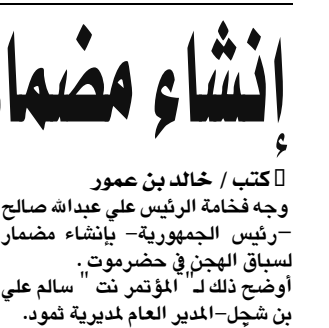 إنشاء مضما
كتب / خالد بن عمور
وجه فخامة الرئيس علي عبدالله صالح
–رئيس الجمهورية– بإنشاء مضمار
لسباق الهجن في حضرموت .
أوضح ذلك لـ" المؤتمر نت " سالم علي
بن شجل–المدير العام لمديرية ثمود.